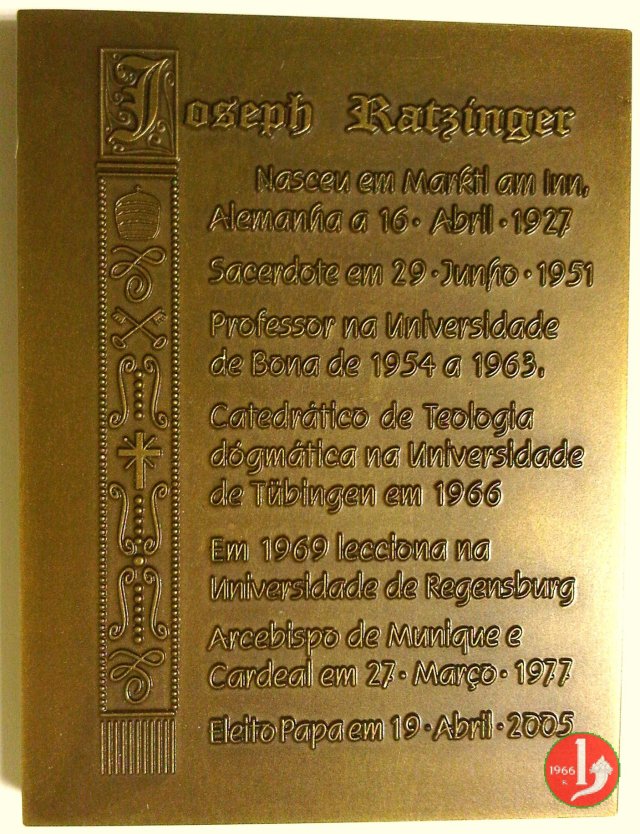 Joseph Ratzinger
Nasceu em Marktl am Inn,
Alemanha a 16 · Abril · 1927
Sacerdote em 29 · Junho · 1951
Professor na Universidade
de Bona de 1954 a 1963.
Catedrático de Teologia
dógmática na Universidade
de Tübingen em 1966
Em 1969 lecciona na
Universidade de Regensburg
Arcebispo de Munique e
Cardeal em 27 · Março · 1977
Eleito Papa em 19 · Abril · 2005
1966